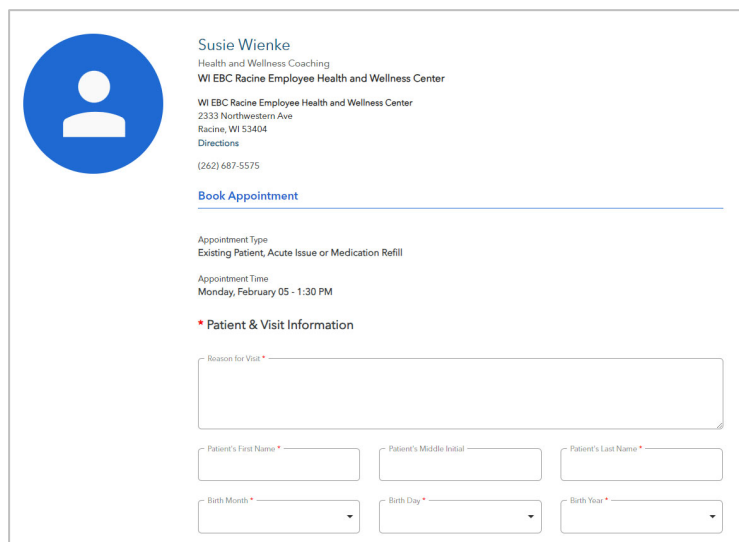 Susie Wienke
Health and Wellness Coaching
WI EBC Racine Employee Health and Wellness Center
WI EBC Racine Employee Health and Wellness Center
2333 Northwestern Ave
Racine, WI 53404
Directions
(262) 687-5575
Book Appointment
Appointment Type
Existing Patient, Acute Issue or Medication Refill
Appointment Time
Monday, February 05 - 1:30 PM
* Patient & Visit Information
Reason for Visit *
Patient's First Name * Patient's Middle Initial Patient's Last Name *
Birth Month * Birth Day * Birth Year *